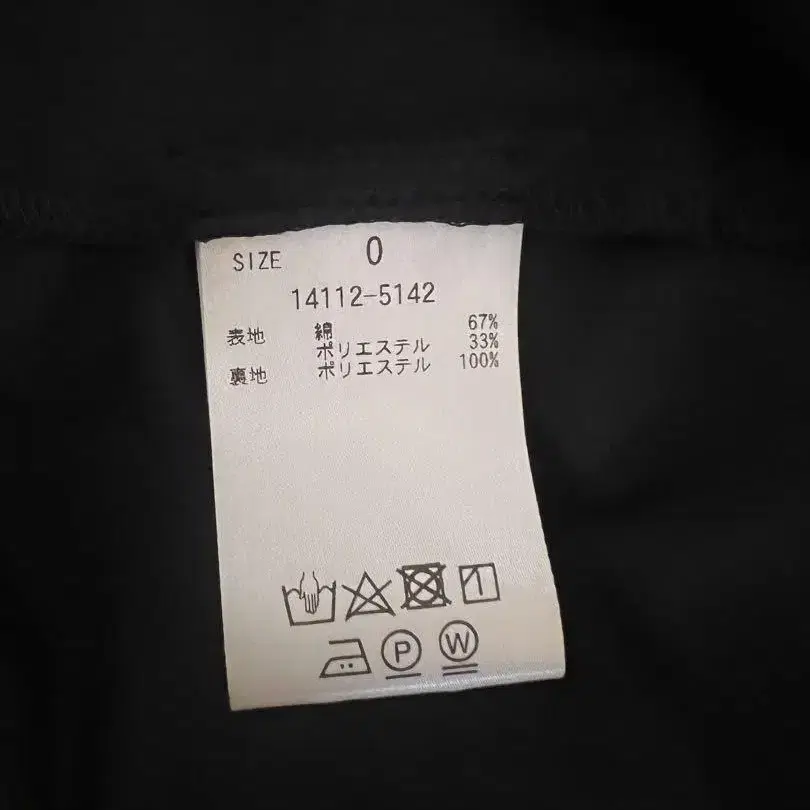 SIZE 0
14112-5142
表地 綿 67%
ポリエステル 33%
裏地 ポリエステル 100%
P W